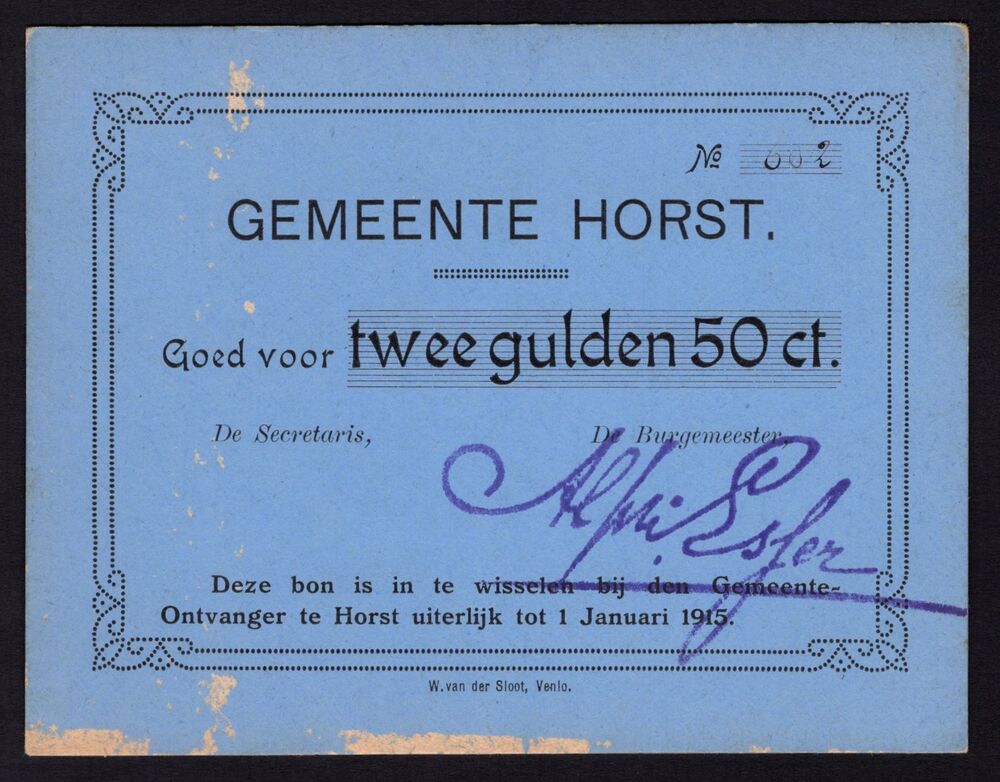 No 602
GEMEENTE HORST.
Goed voor twee gulden 50 ct.
De Secretaris, De Burgemeester,
Deze bon is in te wisselen bij den Gemeente-
Ontvanger te Horst uiterlijk tot 1 Januari 1915.
W. van der Sloot, Venlo.